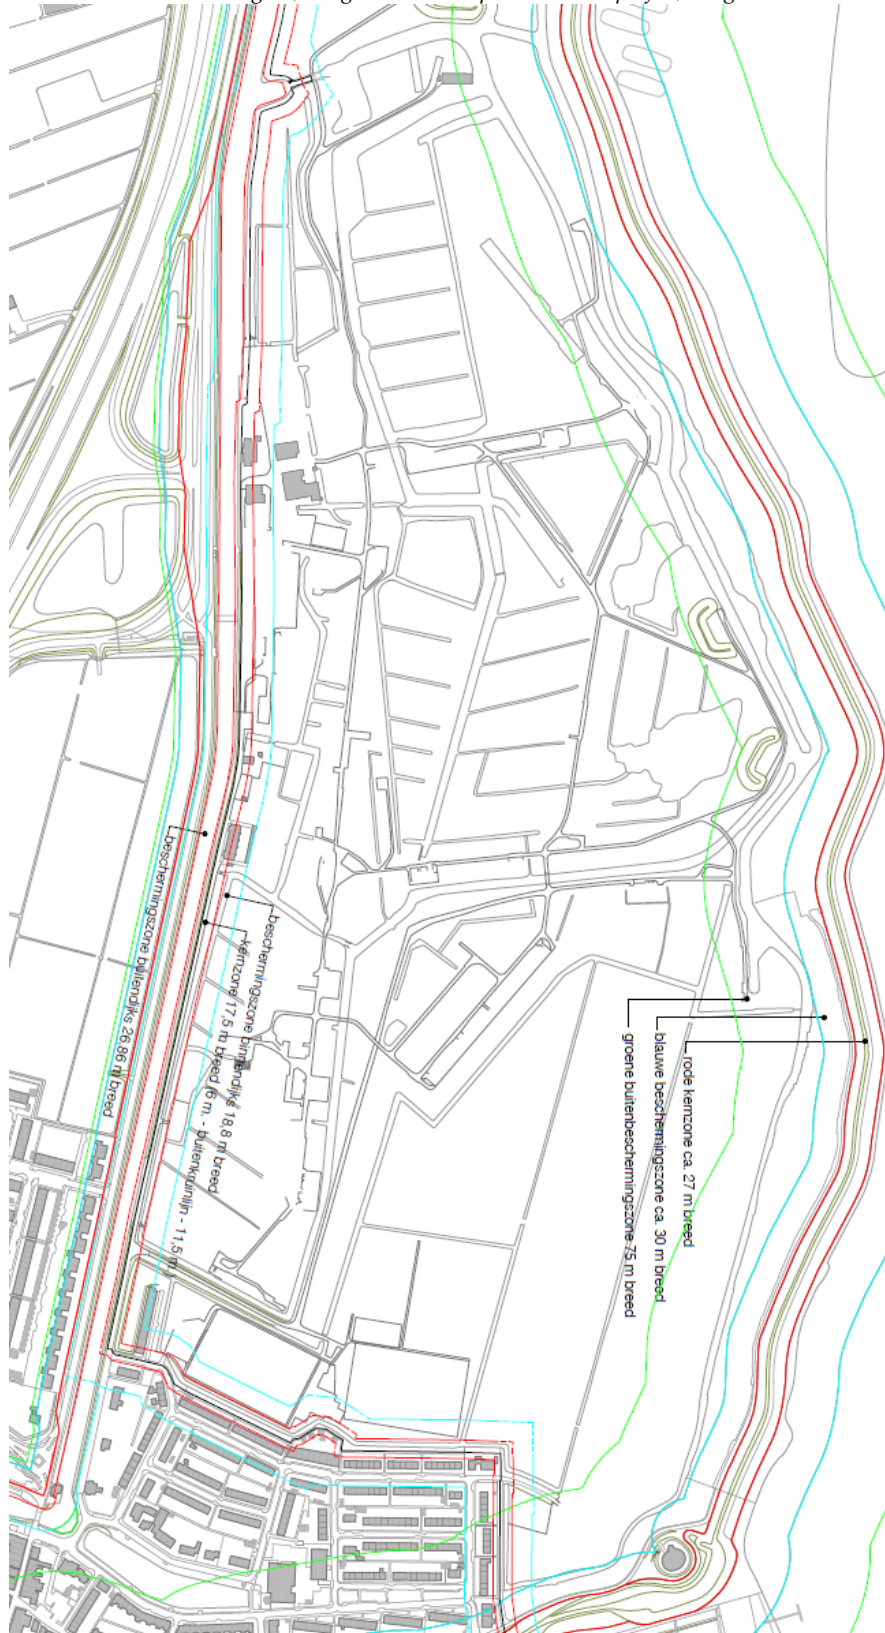 beschermingszone buitendijks 26,86 m breed
beschermingszone binnendijks 18,8 m breed
kernzone 17,5 m breed (6 m. - buitenkruinlijn - 11,5 m.)
rode kernzone ca. 27 m breed
blauwe beschermingszone ca. 30 m breed
groene buitenbeschermingszone 75 m breed